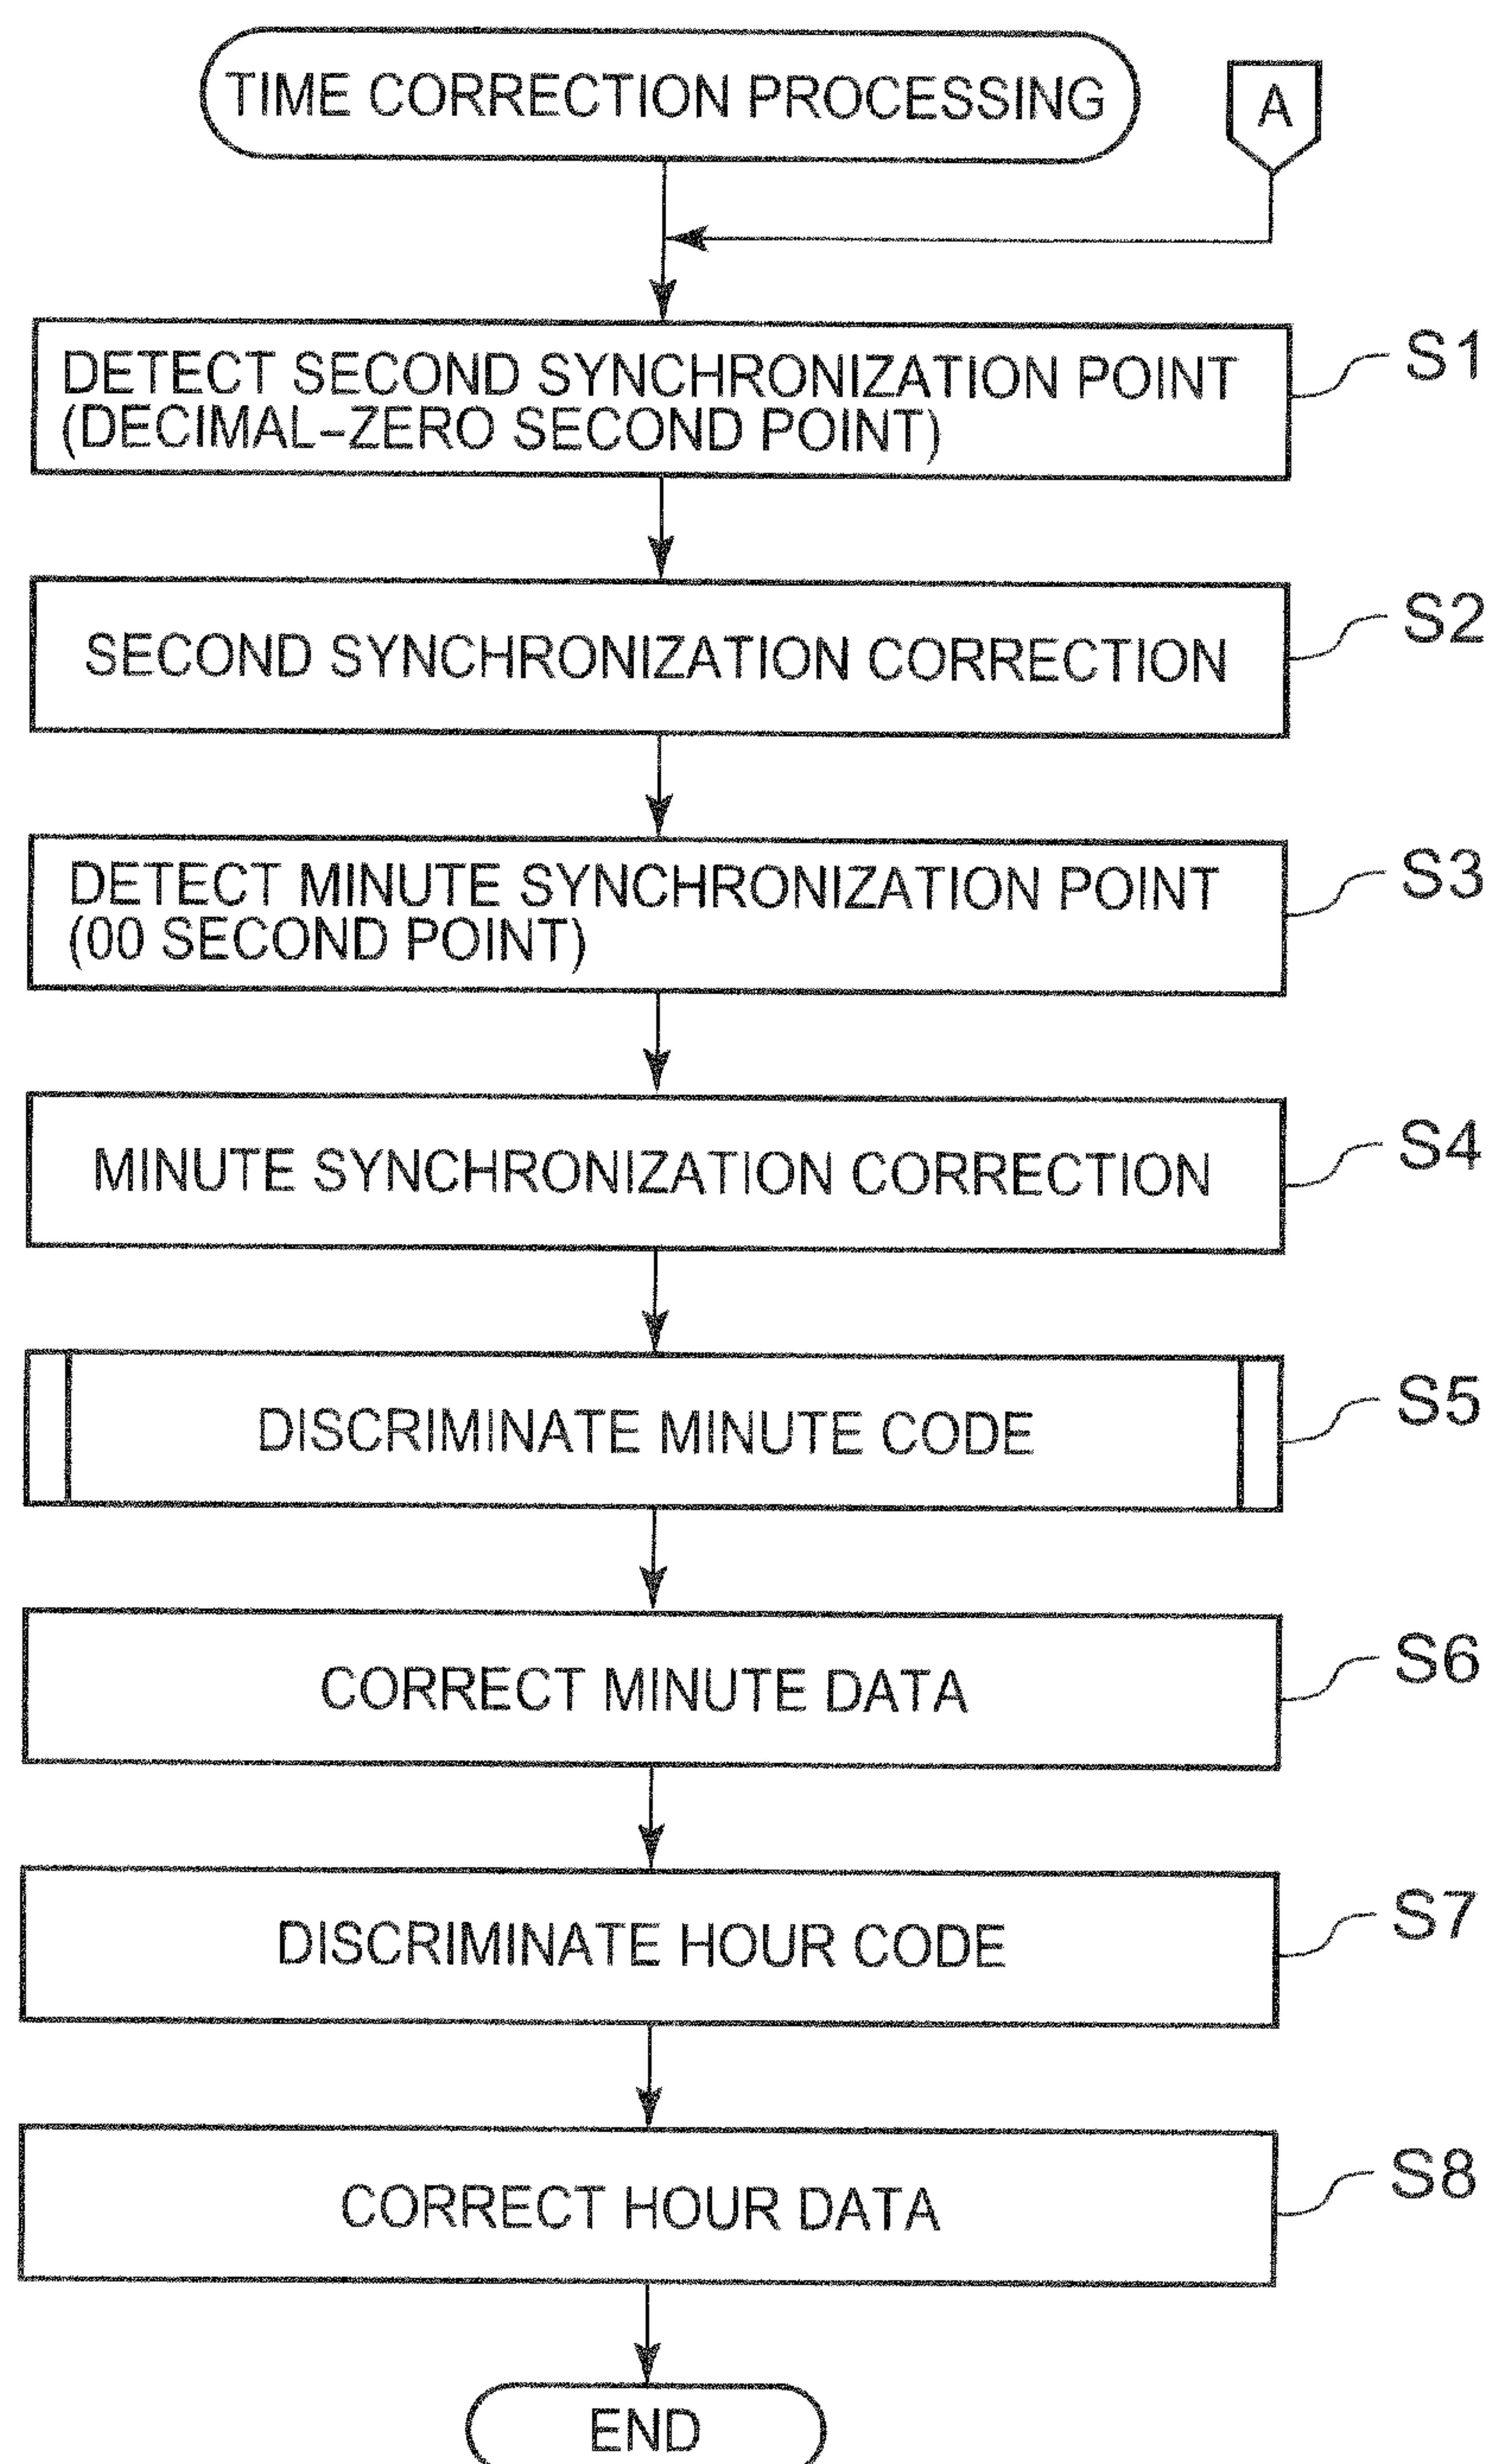 TIME CORRECTION PROCESSING
A
DETECT SECOND SYNCHRONIZATION POINT
(DECIMAL-ZERO SECOND POINT)
S1
SECOND SYNCHRONIZATION CORRECTION
S2
DETECT MINUTE SYNCHRONIZATION POINT
(00 SECOND POINT)
S3
MINUTE SYNCHRONIZATION CORRECTION
S4
DISCRIMINATE MINUTE CODE
S5
CORRECT MINUTE DATA
S6
DISCRIMINATE HOUR CODE
S7
CORRECT HOUR DATA
S8
END